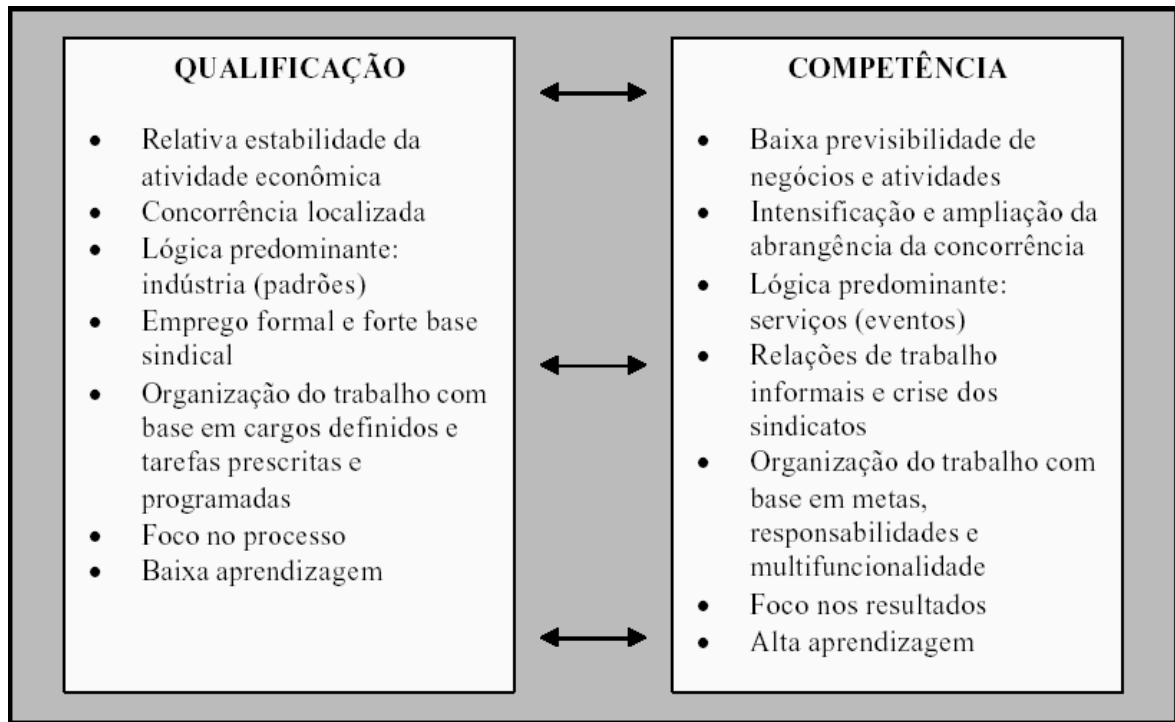 QUALIFICAÇÃO
• Relativa estabilidade da
atividade econômica
• Concorrência localizada
• Lógica predominante:
indústria (padrões)
• Emprego formal e forte base
sindical
• Organização do trabalho com
base em cargos definidos e
tarefas prescritas e
programadas
• Foco no processo
• Baixa aprendizagem
COMPETÊNCIA
• Baixa previsibilidade de
negócios e atividades
• Intensificação e ampliação da
abrangência da concorrência
• Lógica predominante:
serviços (eventos)
• Relações de trabalho
informais e crise dos
sindicatos
• Organização do trabalho com
base em metas,
responsabilidades e
multifuncionalidade
• Foco nos resultados
• Alta aprendizagem